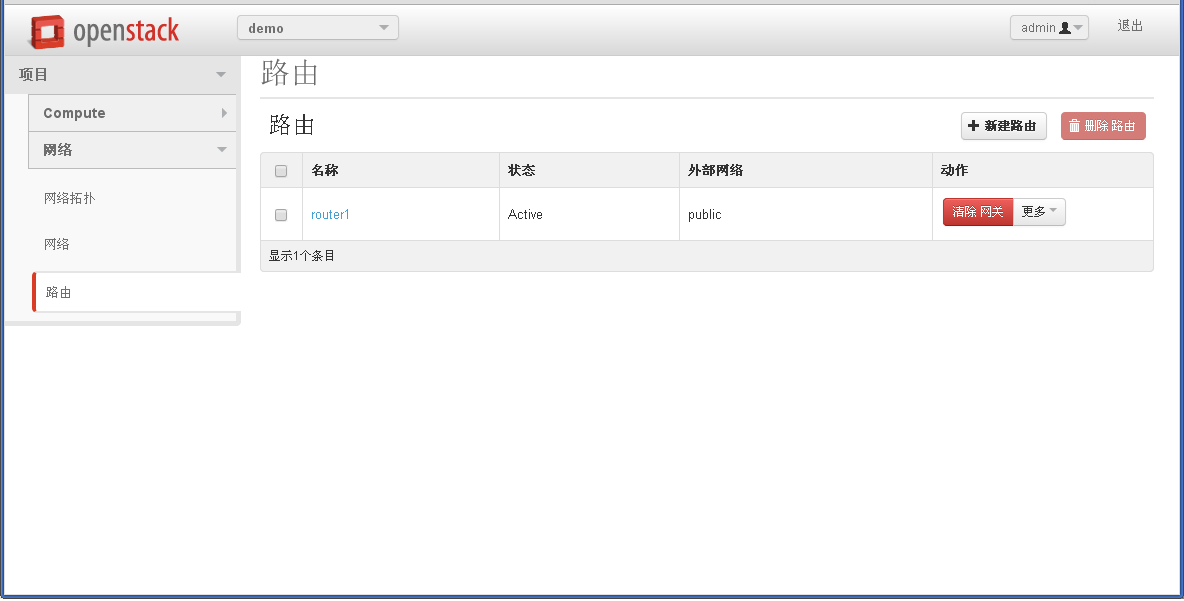 openstack demo admin 退出
项目
Compute
网络
网络拓扑
网络
路由
路由
路由 新建路由 删除 路由
名称 状态 外部网络 动作
router1 Active public 清除 网关 更多
显示1个条目